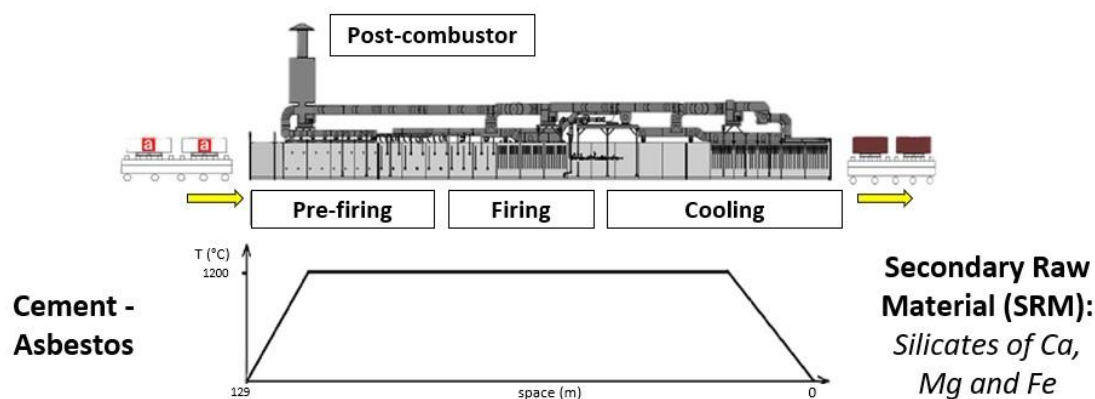 Post-combustor
a a
Pre-firing Firing Cooling
T (°C)
1200
Cement -
Asbestos
129 space (m) 0
Secondary Raw
Material (SRM):
Silicates of Ca,
Mg and Fe